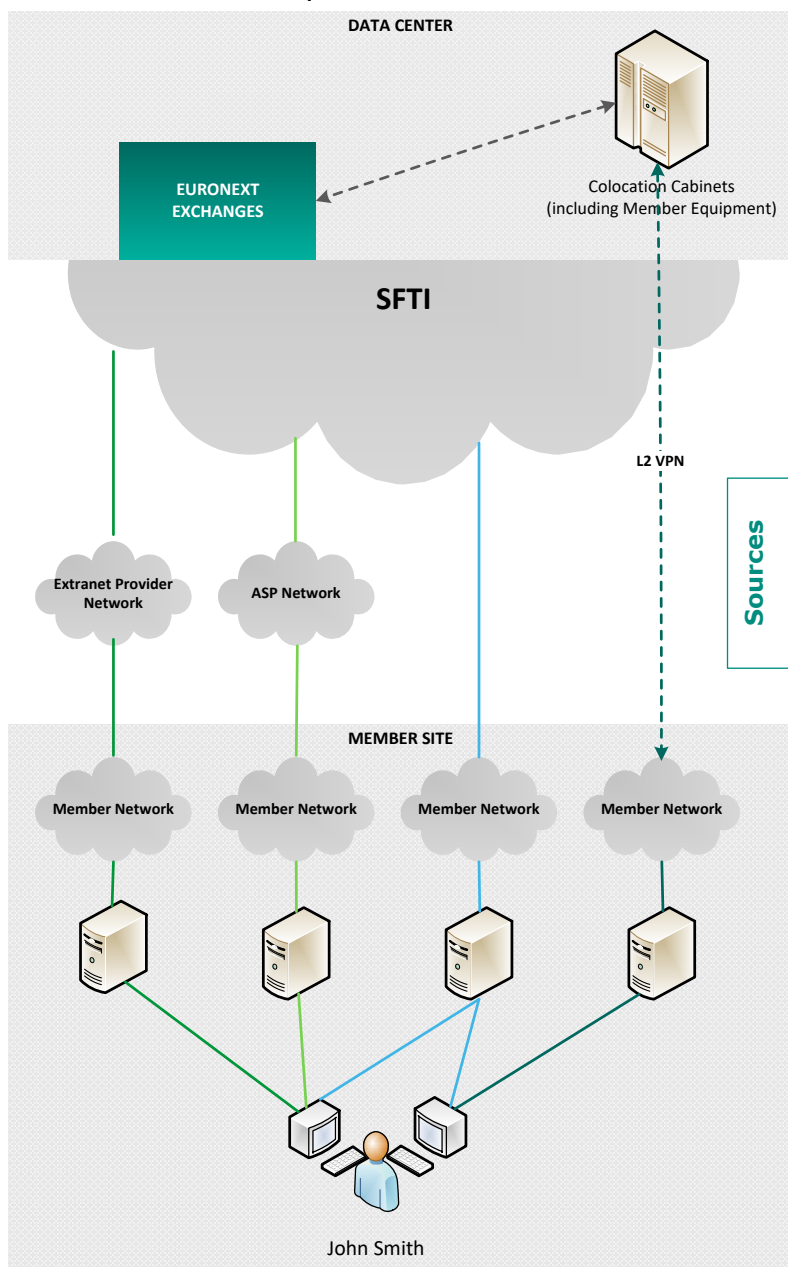 DATA CENTER
EURONEXT
EXCHANGES
Colocation Cabinets
(including Member Equipment)
SFTI
L2 VPN
Sources
Extranet Provider
Network
ASP Network
MEMBER SITE
Member Network
Member Network
Member Network
Member Network
John Smith